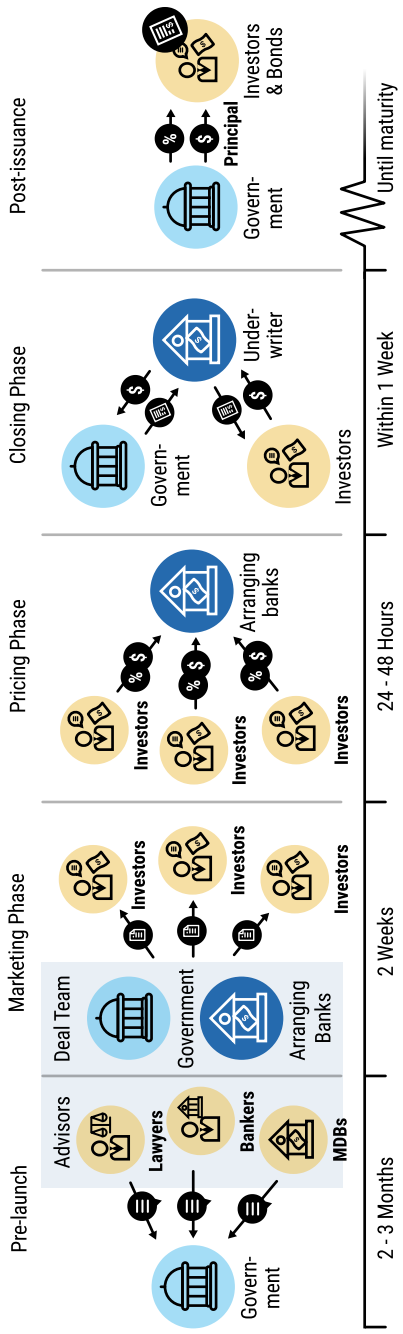 Pre-launch
Advisors
Govern-
ment
Lawyers
Bankers
MDBs
2 - 3 Months
Marketing Phase
Deal Team
Government
Arranging
Banks
Investors
Investors
Investors
2 Weeks
Pricing Phase
Investors
Investors
Investors
%
$
%
$
%
$
Arranging
banks
24 - 48 Hours
Closing Phase
Govern-
ment
$
$
Under-
writer
Investors
Within 1 Week
Post-issuance
Govern-
ment
%
$
Principal
Investors
& Bonds
Until maturity